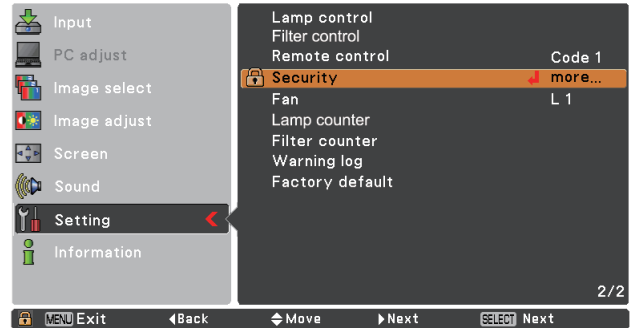 Input
PC adjust
Image select
Image adjust
Screen
Sound
Setting
Information
Lamp control
Filter control
Remote control Code 1
Security more...
Fan L 1
Lamp counter
Filter counter
Warning log
Factory default
2/2
MENU Exit Back Move Next SELECT Next